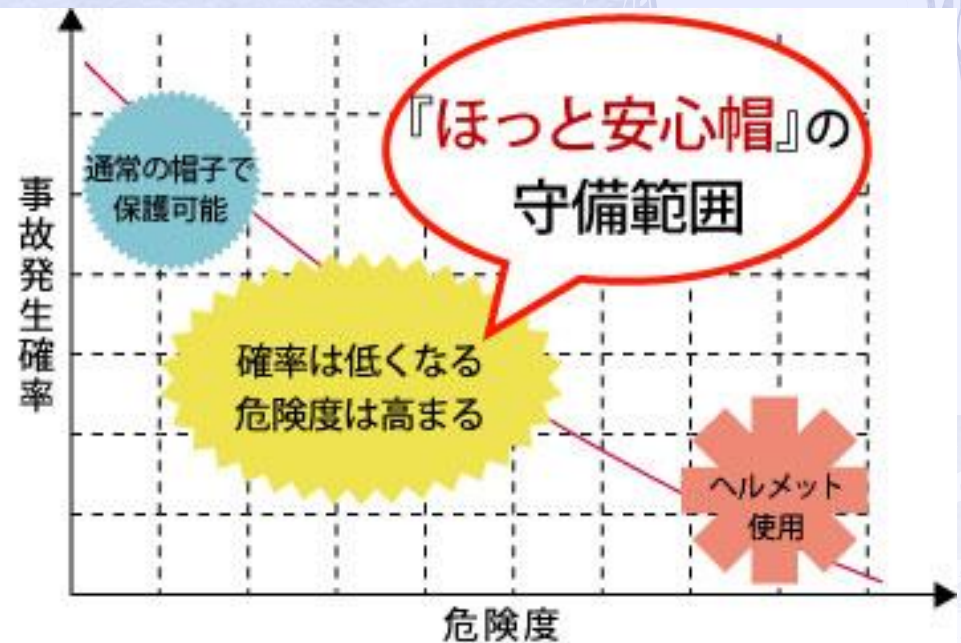 『ほっと安心帽』の
守備範囲
通常の帽子で
保護可能
事故発生確率
確率は低くなる
危険度は高まる
ヘルメット
使用
危険度